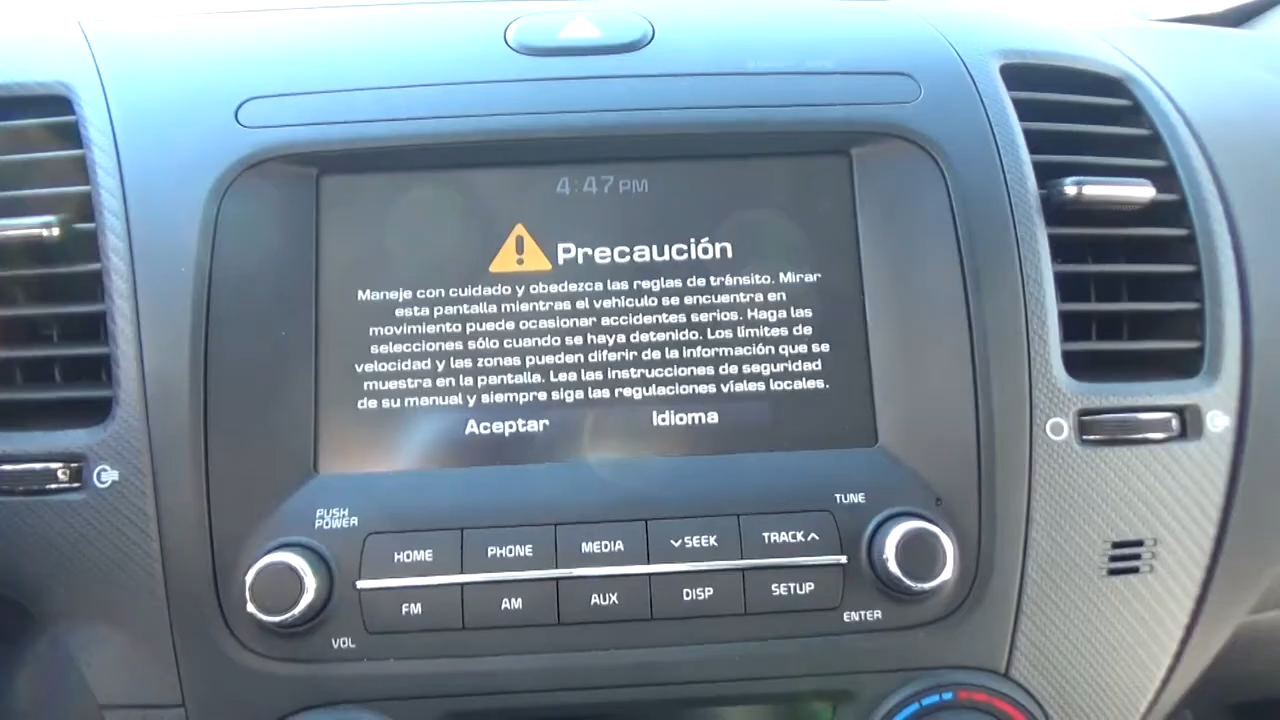 4:47 PM
Precaución
Maneje con cuidado y obedezca las reglas de tránsito. Mirar
esta pantalla mientras el vehículo se encuentra en
movimiento puede ocasionar accidentes serios. Haga las
selecciones sólo cuando se haya detenido. Los límites de
velocidad y las zonas pueden diferir de la información que se
muestra en la pantalla. Lea las instrucciones de seguridad
de su manual y siempre siga las regulaciones víales locales.
Aceptar Idioma
PUSH
POWER
TUNE
HOME PHONE MEDIA SEEK TRACK
FM AM AUX DISP SETUP
VOL
ENTER